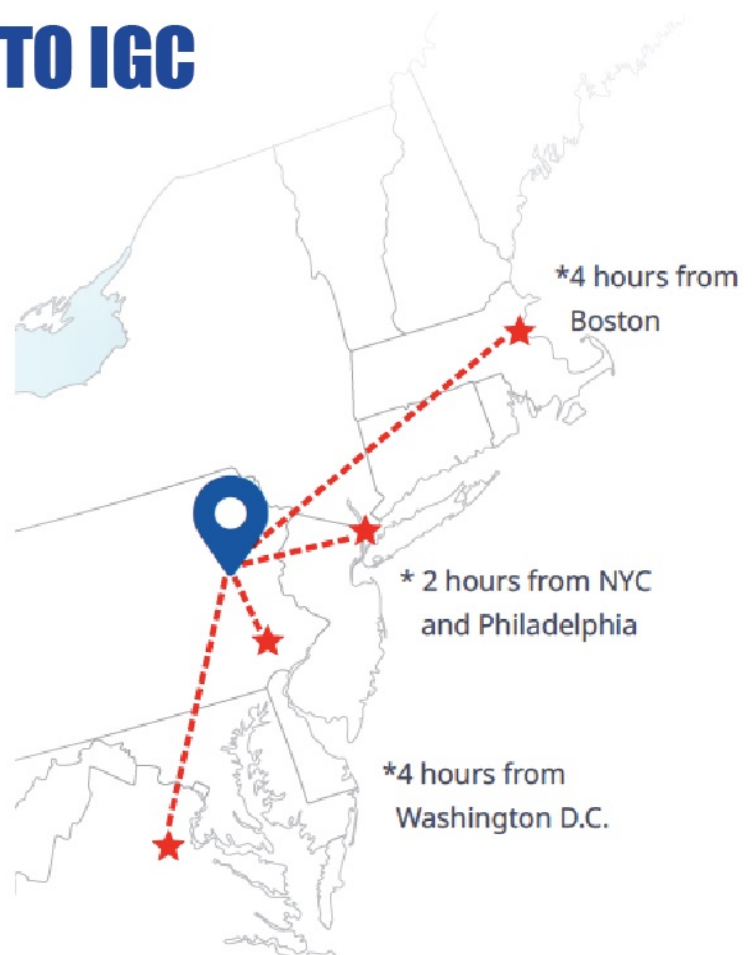 TO IGC
*4 hours from
Boston
* 2 hours from NYC
and Philadelphia
*4 hours from
Washington D.C.